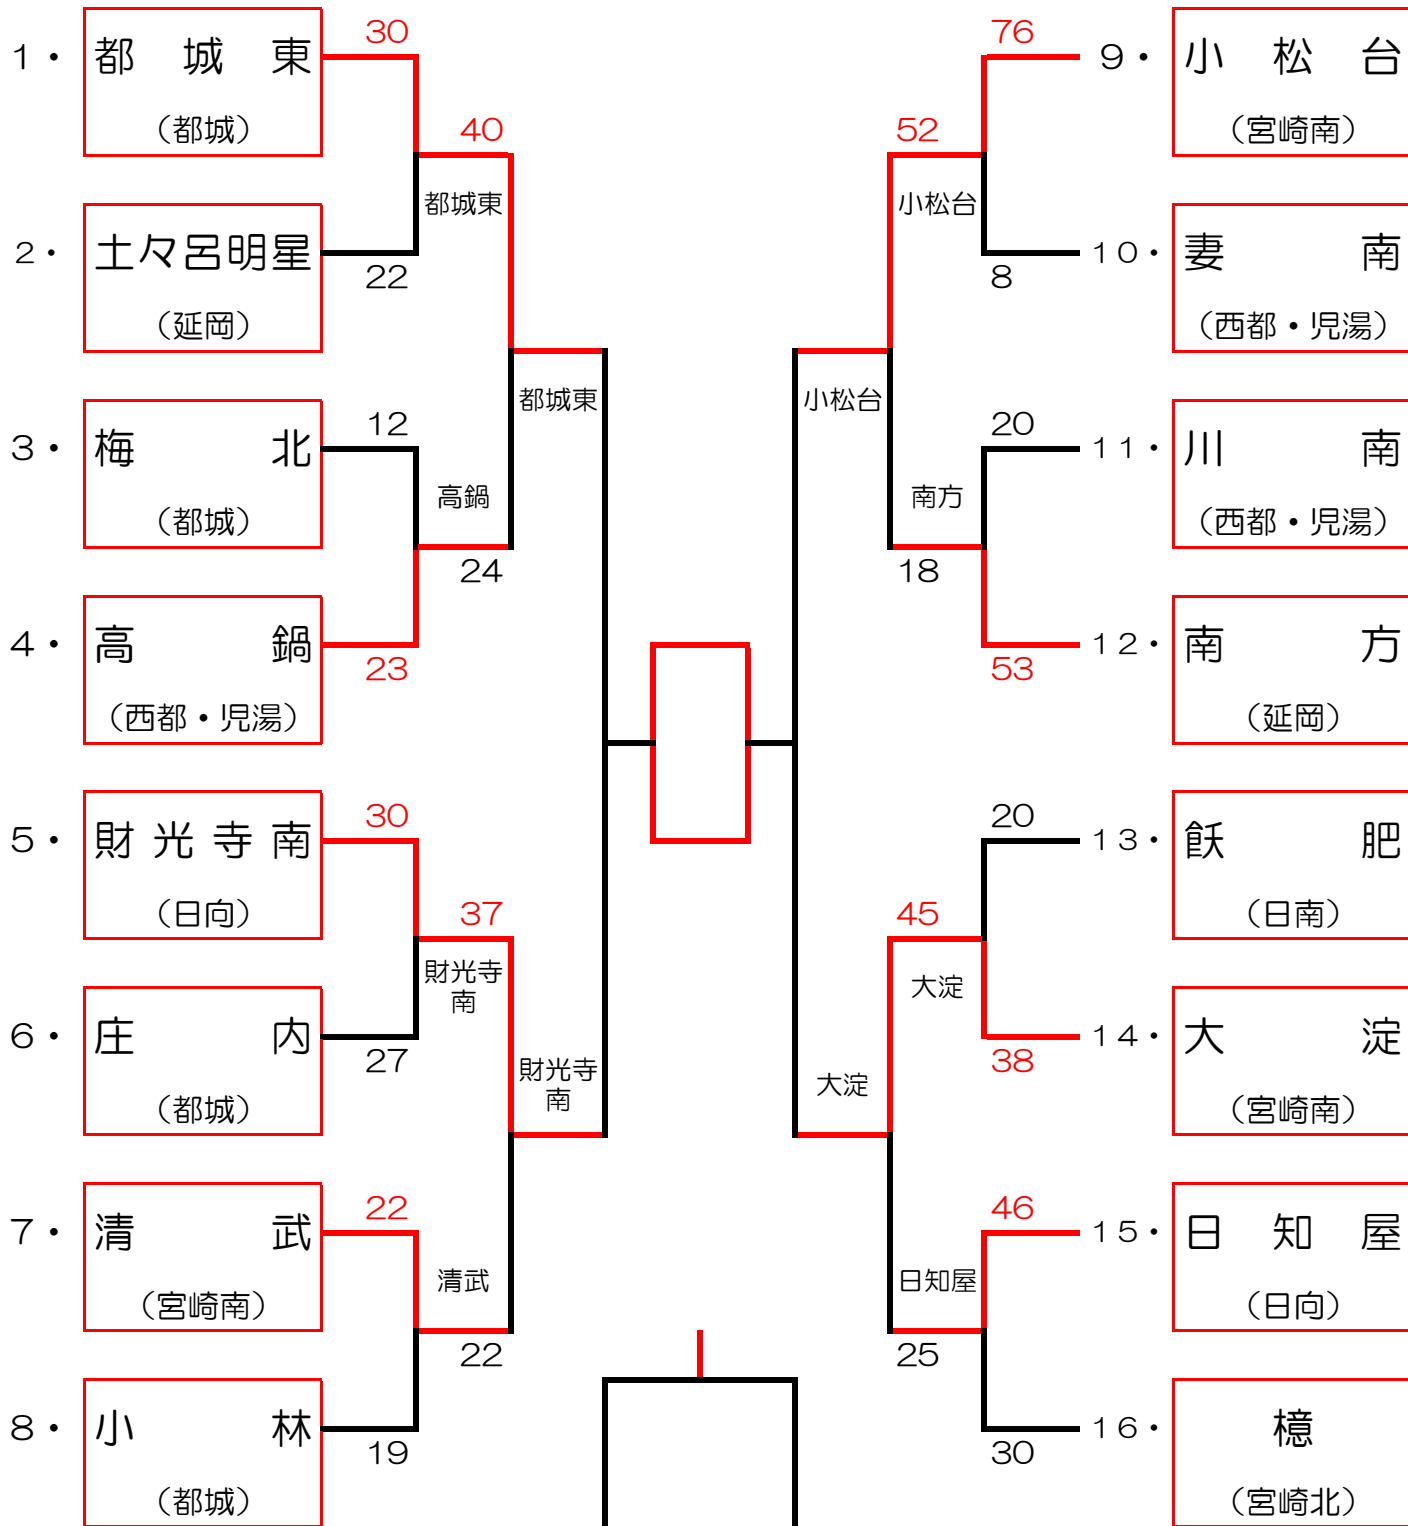 1・
都城東
(都城)
30
2・
土々呂明星
(延岡)
22
40
都城東
3・
梅北
(都城)
12
4・
高鍋
(西都・児湯)
23
高鍋
24
都城東
5・
財光寺南
(日向)
30
6・
庄内
(都城)
27
37
財光寺
南
7・
清武
(宮崎南)
22
8・
小林
(都城)
19
清武
22
財光寺
南
76
9・
小松台
(宮崎南)
8
10・
妻南
(西都・児湯)
52
小松台
20
11・
川南
(西都・児湯)
53
12・
南方
(延岡)
南方
18
小松台
20
13・
飫肥
(日南)
38
14・
大淀
(宮崎南)
45
大淀
46
15・
日知屋
(日向)
30
16・
檍
(宮崎北)
日知屋
25
大淀